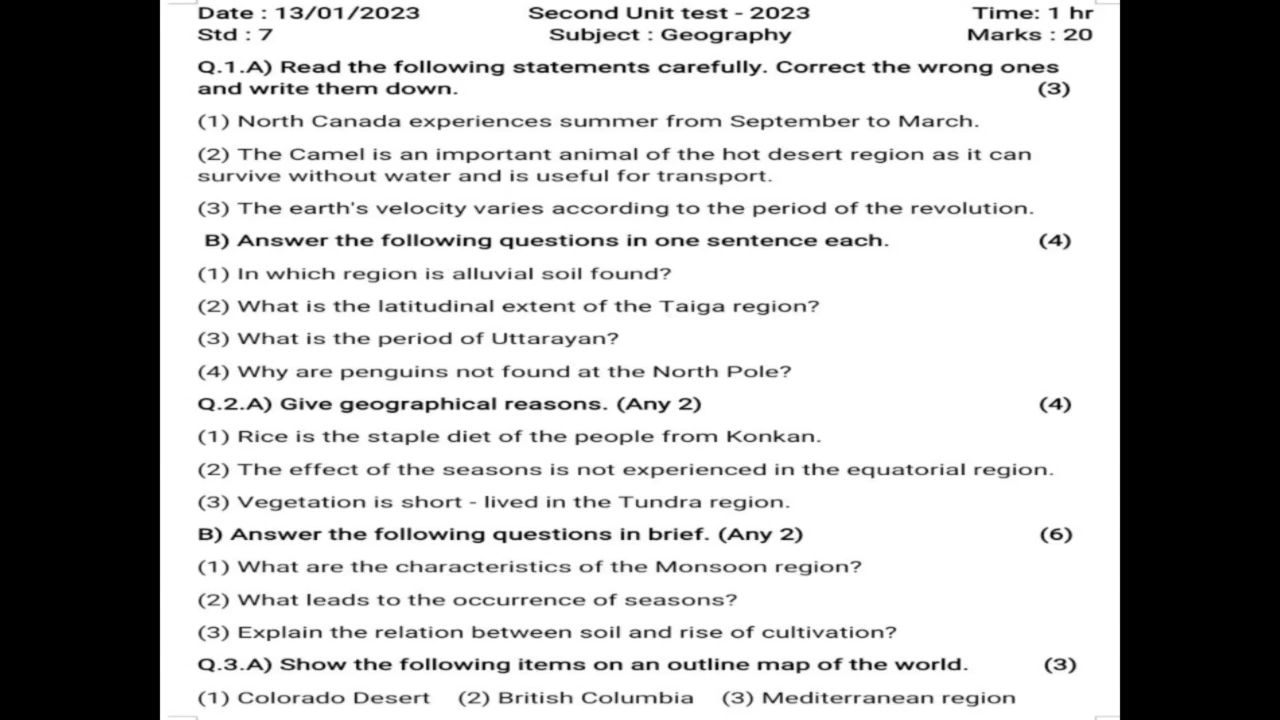 Date : 13/01/2023 Second Unit test - 2023 Time: 1 hr
Std : 7 Subject : Geography Marks : 20
Q.1.A) Read the following statements carefully. Correct the wrong ones
and write them down. (3)
(1) North Canada experiences summer from September to March.
(2) The Camel is an important animal of the hot desert region as it can
survive without water and is useful for transport.
(3) The earth's velocity varies according to the period of the revolution.
B) Answer the following questions in one sentence each. (4)
(1) In which region is alluvial soil found?
(2) What is the latitudinal extent of the Taiga region?
(3) What is the period of Uttarayan?
(4) Why are penguins not found at the North Pole?
Q.2.A) Give geographical reasons. (Any 2) (4)
(1) Rice is the staple diet of the people from Konkan.
(2) The effect of the seasons is not experienced in the equatorial region.
(3) Vegetation is short - lived in the Tundra region.
B) Answer the following questions in brief. (Any 2) (6)
(1) What are the characteristics of the Monsoon region?
(2) What leads to the occurrence of seasons?
(3) Explain the relation between soil and rise of cultivation?
Q.3.A) Show the following items on an outline map of the world. (3)
(1) Colorado Desert (2) British Columbia (3) Mediterranean region